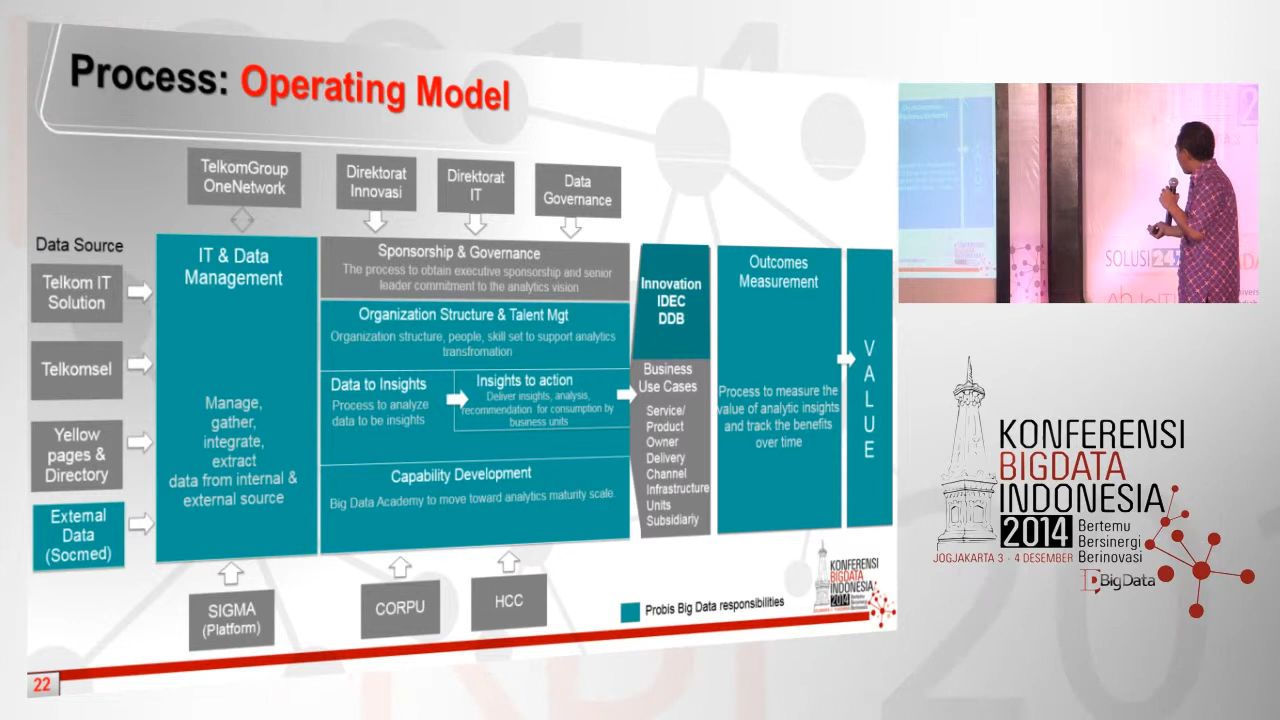 Process: Operating Model
TelkomGroup
OneNetwork
Direktorat
Innovasi
Direktorat
IT
Data
Governance
Data Source
Telkom IT
Solution
Telkomsel
Yellow
pages &
Directory
External
Data
(Socmed)
IT & Data
Management
Manage,
gather,
integrate,
extract
data from internal &
external source
Sponsorship & Governance
The process to obtain executive sponsorship and senior
leader commitment to the analytics vision
Organization Structure & Talent Mgt
Organization structure, people, skill set to support analytics
transfromation
Data to Insights
Process to analyze
data to be insights
Insights to action
Deliver insights, analysis,
recommendation for consumption by
business units
Capability Development
Big Data Academy to move toward analytics maturity scale.
Innovation
IDEC
DDB
Business
Use Cases
Service/
Product
Owner
Delivery
Channel
Infrastructure
Units
Subsidiariy
Outcomes
Measurement
Process to measure the
value of analytic insights
and track the benefits
over time
V
A
L
U
E
SIGMA
(Platform)
CORPU
HCC
Probis Big Data responsibilities
KONFERENSI
BIGDATA
INDONESIA
2014
22
SOLUSI
KONFERENSI
BIGDATA
INDONESIA
2014 Bertemu
Bersinergi
Berinovasi
JOGJAKARTA 3 - 4 DESEMBER
BigData